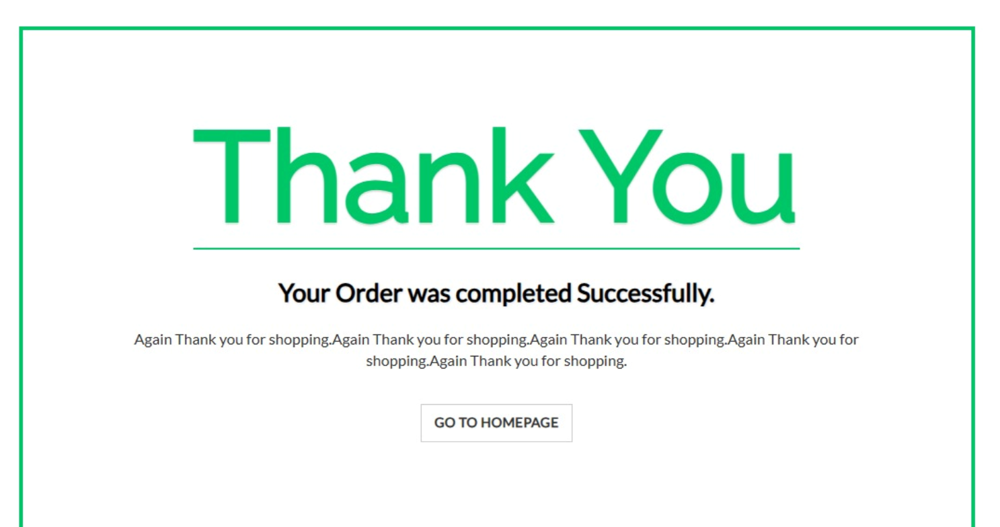 Thank You
Your Order was completed Successfully.
Again Thank you for shopping.Again Thank you for shopping.Again Thank you for shopping.Again Thank you for
shopping.Again Thank you for shopping.
GO TO HOMEPAGE